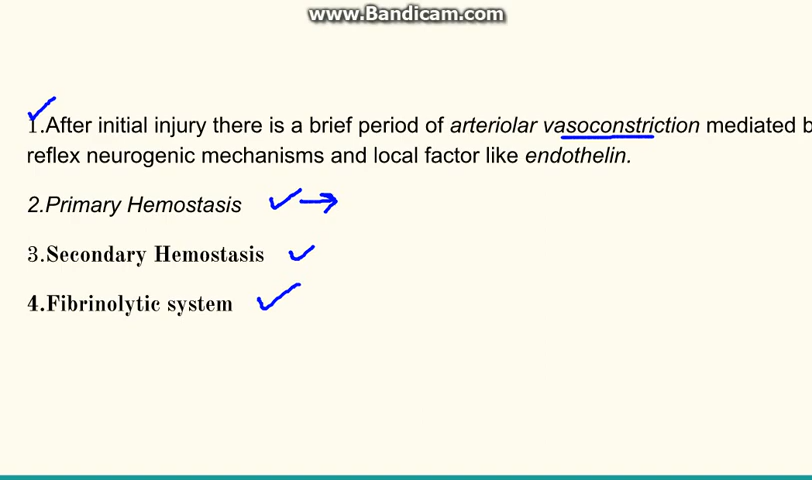 www.Bandicam.com
1.After initial injury there is a brief period of arteriolar vasoconstriction mediated b
reflex neurogenic mechanisms and local factor like endothelin.
2.Primary Hemostasis
3.Secondary Hemostasis
4.Fibrinolytic system